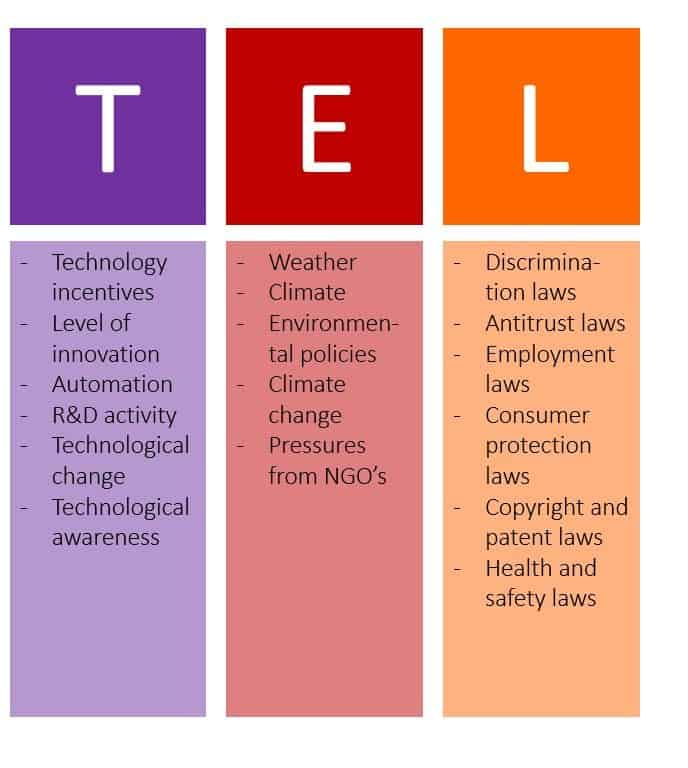 T
- Technology
incentives
- Level of
innovation
- Automation
- R&D activity
- Technological
change
- Technological
awareness
E
- Weather
- Climate
- Environmen-
tal policies
- Climate
change
- Pressures
from NGO’s
L
- Discrimina-
tion laws
- Antitrust laws
- Employment
laws
- Consumer
protection
laws
- Copyright and
patent laws
- Health and
safety laws